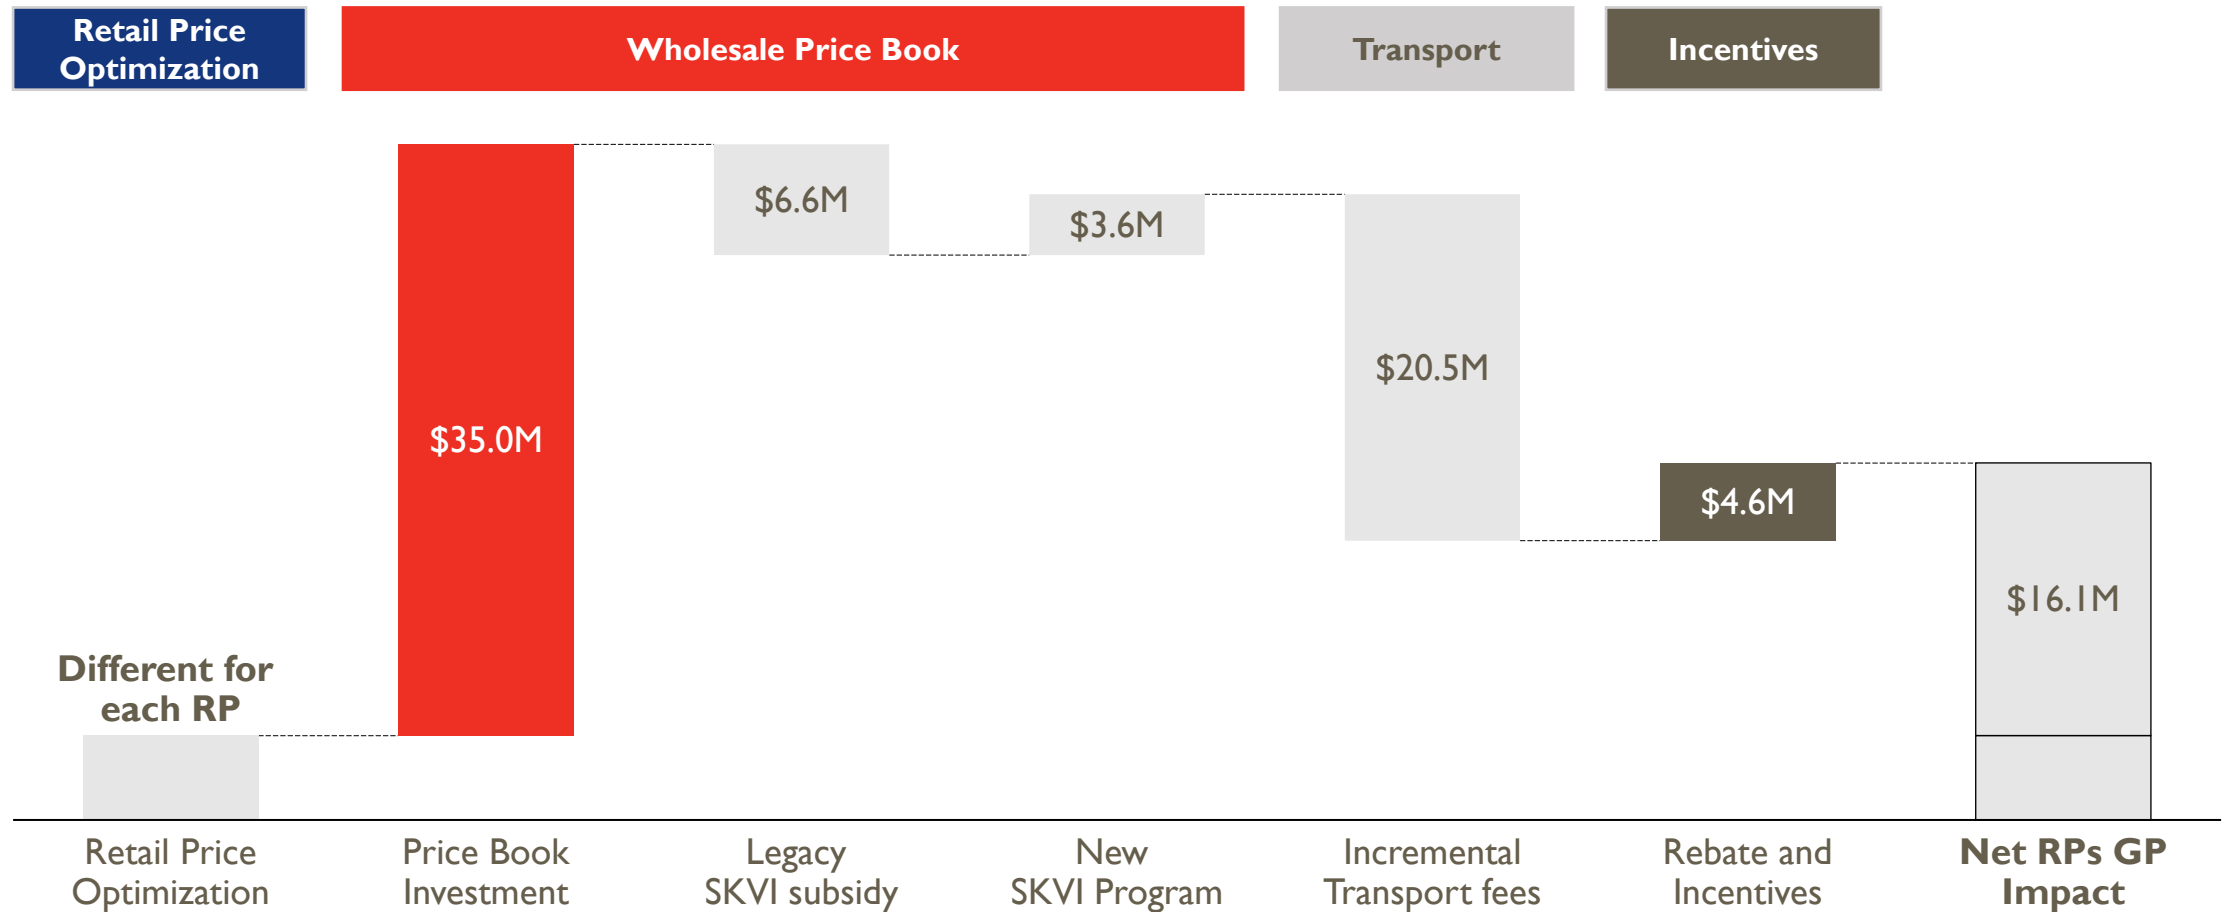 Retail Price
Optimization
Wholesale Price Book
Transport
Incentives
$6.6M
$3.6M
$20.5M
$35.0M
$4.6M
$16.1M
Different for
each RP
Retail Price
Optimization
Price Book
Investment
Legacy
SKVI subsidy
New
SKVI Program
Incremental
Transport fees
Rebate and
Incentives
Net RPs GP
Impact